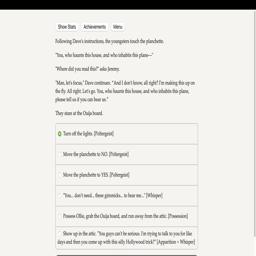 Show Stats Achievements Menu
Following Dave's instructions, the youngsters touch the planchette.
"You, who haunts this house, and who inhabits this plane—"
"Where did you read this?" asks Jeremy.
"Man, let's focus," Dave continues. "And I don't know, all right? I'm making this up on
the fly. All right. Let's go. You, who haunts this house, and who inhabits this plane,
please tell us if you can hear us."
They stare at the Ouija board.
Turn off the lights. [Poltergeist]
Move the planchette to NO. [Poltergeist]
Move the planchette to YES. [Poltergeist]
"You... don't need... these gimmicks... to hear me..." [Whisper]
Possess Ollie, grab the Ouija board, and run away from the attic. [Possession]
Show up in the attic. "You guys can't be serious. I'm trying to talk to you for like
days and then you come up with this silly Hollywood trick?" [Apparition + Whisper]